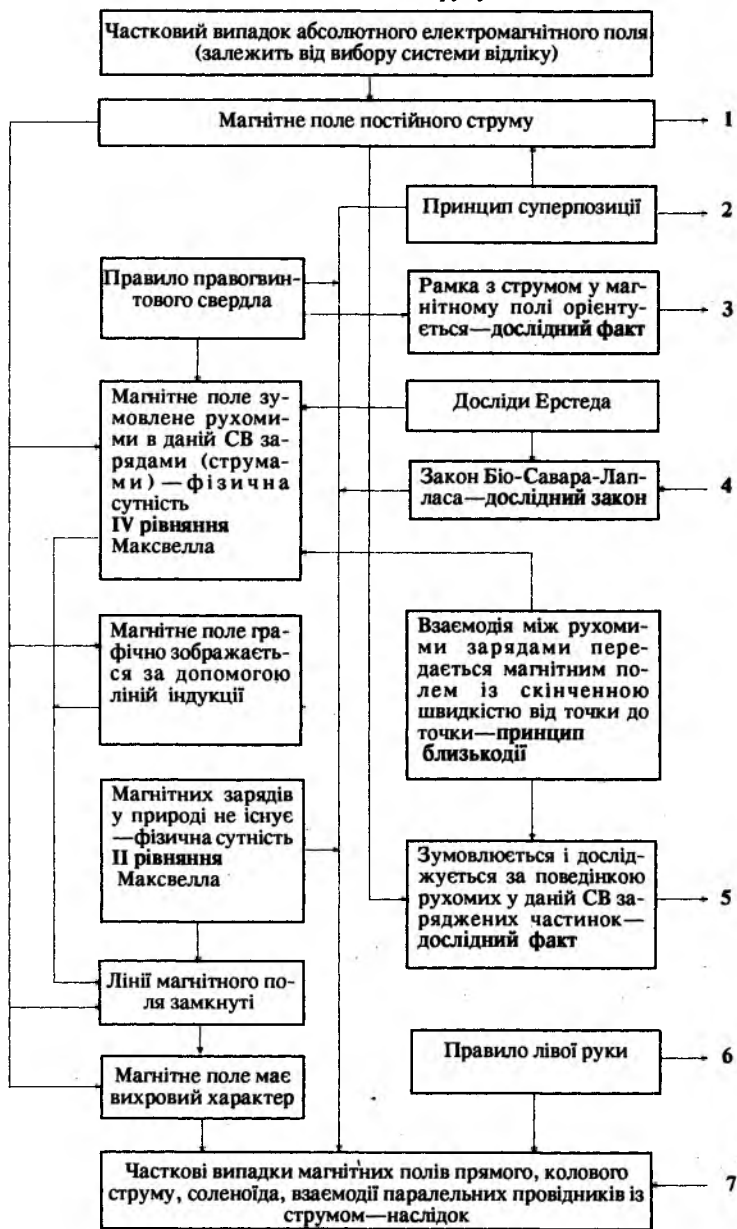 Частковий випадок абсолютного електромагнітного поля
(залежить від вибору системи відліку)
Магнітне поле постійного струму
1
Принцип суперпозиції
2
Правило правогвин-
тового свердла
Рамка з струмом у маг-
нітному полі орієнту-
ється—дослідний факт
3
Магнітне поле зу-
мовлене рухоми-
ми в даній СВ за-
рядами (струма-
ми) — фізична
сутність
IV рівняння
Максвелла
Досліди Ерстеда
Закон Біо-Савара-Лап-
ласа—дослідний закон
4
Магнітне поле гра-
фічно зображаєть-
ся за допомогою
ліній індукції
Взаємодія між рухоми-
ми зарядами пере-
дається магнітним по-
лем із скінченною
швидкістю від точки до
точки—принцип
близькодії
Магнітних зарядів
у природі не існує
—фізична сутність
II рівняння
Максвелла
Зумовлюється і дослід-
жується за поведінкою
рухомих у даній СВ за-
ряджених частинок—
дослідний факт
5
Лінії магнітного по-
ля замкнуті
Правило лівої руки
6
Магнітне поле має
вихровий характер
Часткові випадки магнітних полів прямого, колового
струму, соленоїда, взаємодії паралельних провідників із
струмом—наслідок
7